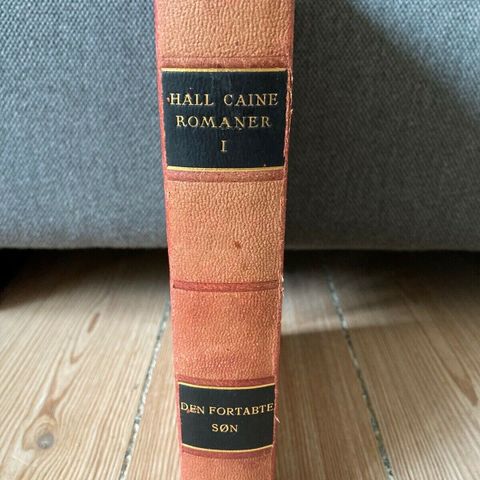 HALL CAINE
ROMANER
I
DEN FORTABTE
SØN